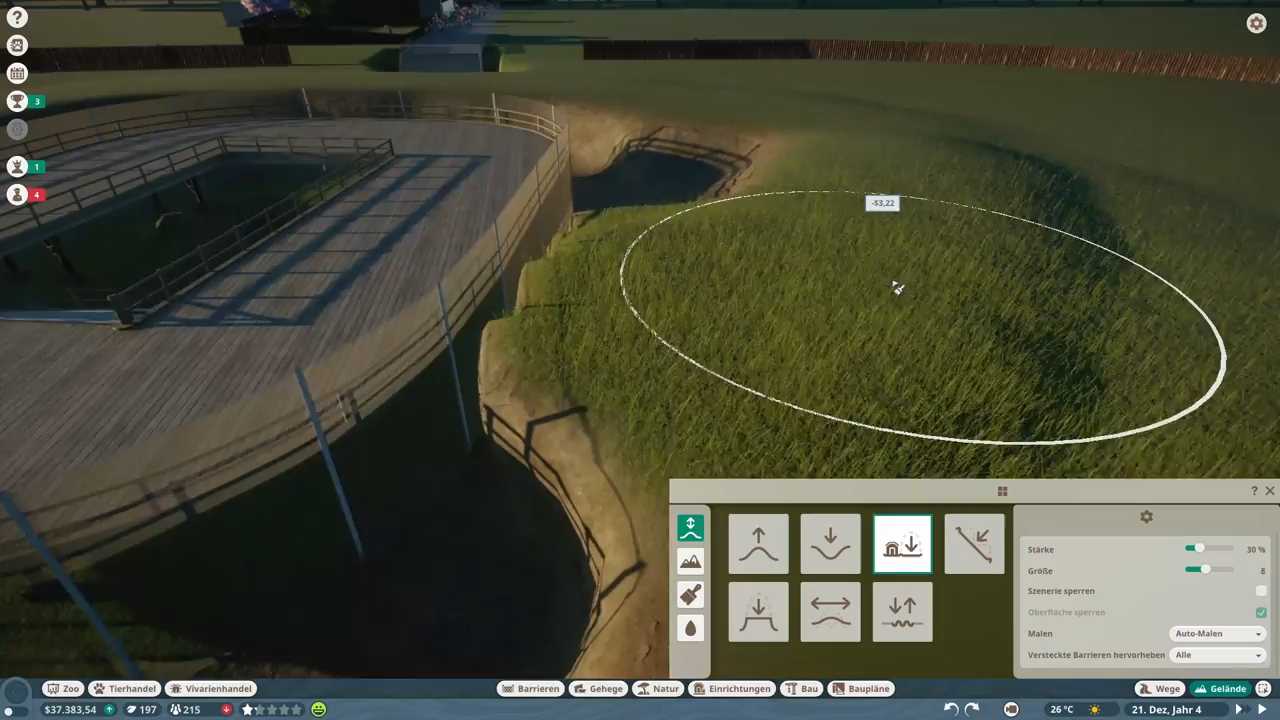 ?
3
1
4
-$3,22
?
Stärke
30 %
Größe
8
Szenerie sperren
Oberfläche sperren
Malen
Auto-Malen
Versteckte Barrieren hervorheben
Alle
Zoo
Tierhandel
Vivarienhandel
Barrieren
Gehege
Natur
Einrichtungen
Bau
Baupläne
Wege
Gelände
$37.383,54
197
215
26 °C
21. Dez, Jahr 4